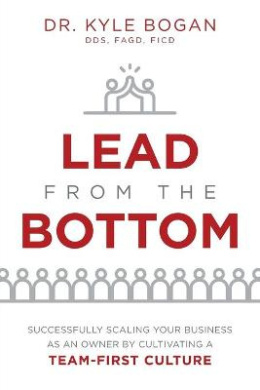 DR. KYLE BOGAN
DDS, FAGD, FICD
LEAD
FROM THE
BOTTOM
SUCCESSFULLY SCALING YOUR BUSINESS
AS AN OWNER BY CULTIVATING A
TEAM-FIRST CULTURE